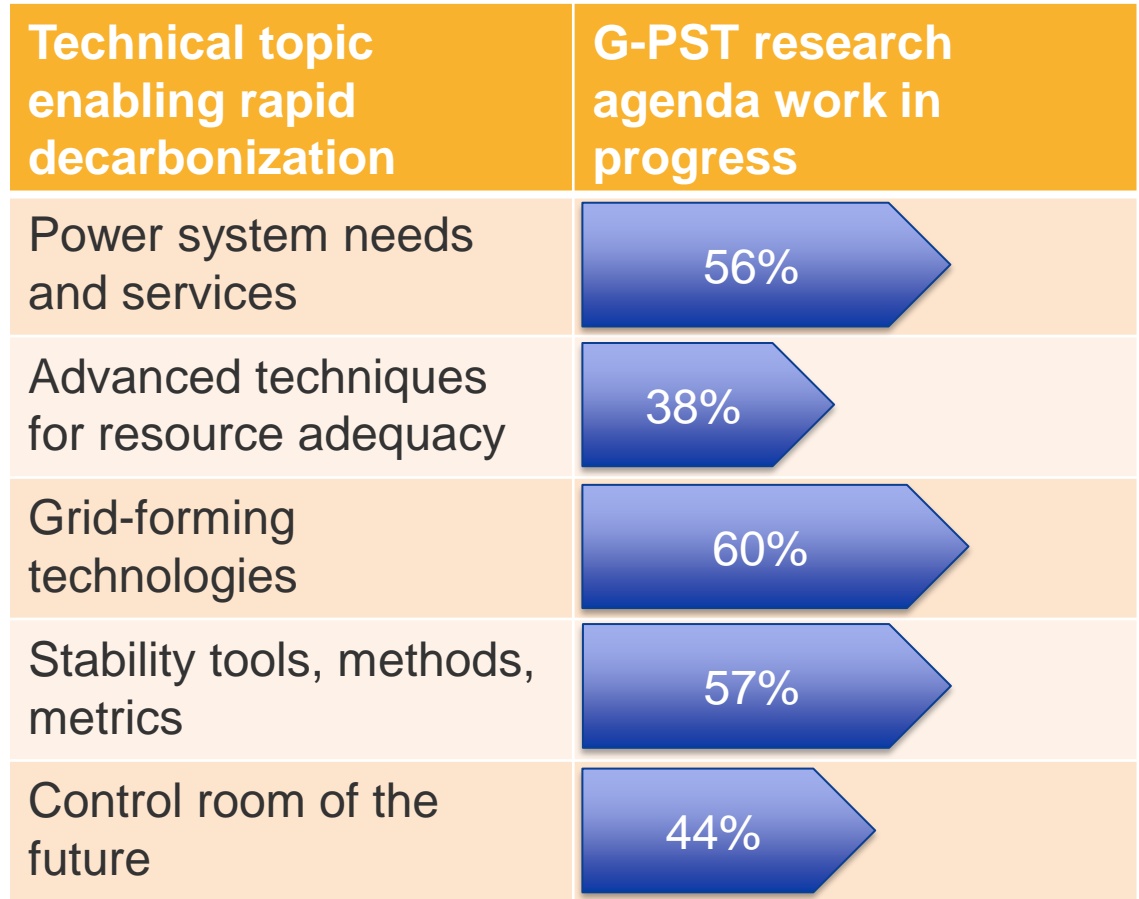 Technical topic
enabling rapid
decarbonization
G-PST research
agenda work in
progress
Power system needs
and services
56%
Advanced techniques
for resource adequacy
38%
Grid-forming
technologies
60%
Stability tools, methods,
metrics
57%
Control room of the
future
44%